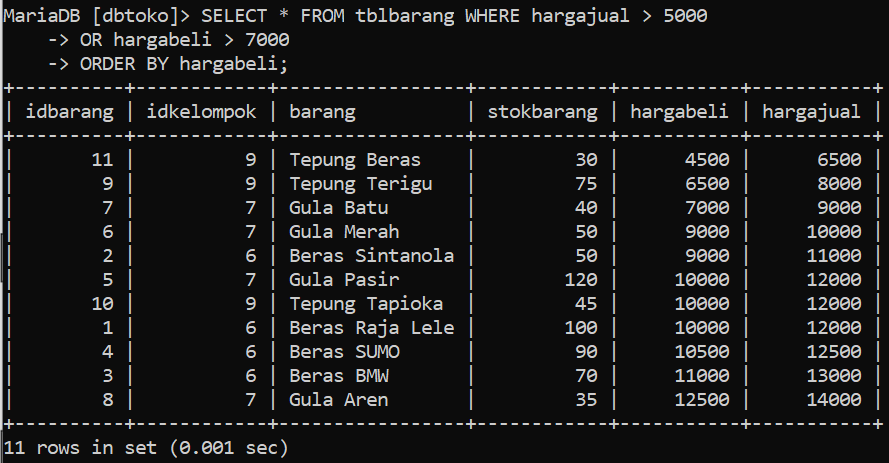 MariaDB [dbtoko]> SELECT * FROM tblbarang WHERE hargajual > 5000
    -> OR hargabeli > 7000
    -> ORDER BY hargabeli;
+----------+------------+------------------+------------+-----------+-----------+
| idbarang | idkelompok | barang           | stokbarang | hargabeli | hargajual |
+----------+------------+------------------+------------+-----------+-----------+
|       11 |          9 | Tepung Beras     |         30 |      4500 |      6500 |
|        9 |          9 | Tepung Terigu    |         75 |      6500 |      8000 |
|        7 |          7 | Gula Batu        |         40 |      7000 |      9000 |
|        6 |          7 | Gula Merah       |         50 |      9000 |     10000 |
|        2 |          6 | Beras Sintanola  |         50 |      9000 |     11000 |
|        5 |          7 | Gula Pasir       |        120 |     10000 |     12000 |
|       10 |          9 | Tepung Tapioka   |         45 |     10000 |     12000 |
|        1 |          6 | Beras Raja Lele  |        100 |     10000 |     12000 |
|        4 |          6 | Beras SUMO       |         90 |     10500 |     12500 |
|        3 |          6 | Beras BMW        |         70 |     11000 |     13000 |
|        8 |          7 | Gula Aren        |         35 |     12500 |     14000 |
+----------+------------+------------------+------------+-----------+-----------+
11 rows in set (0.001 sec)